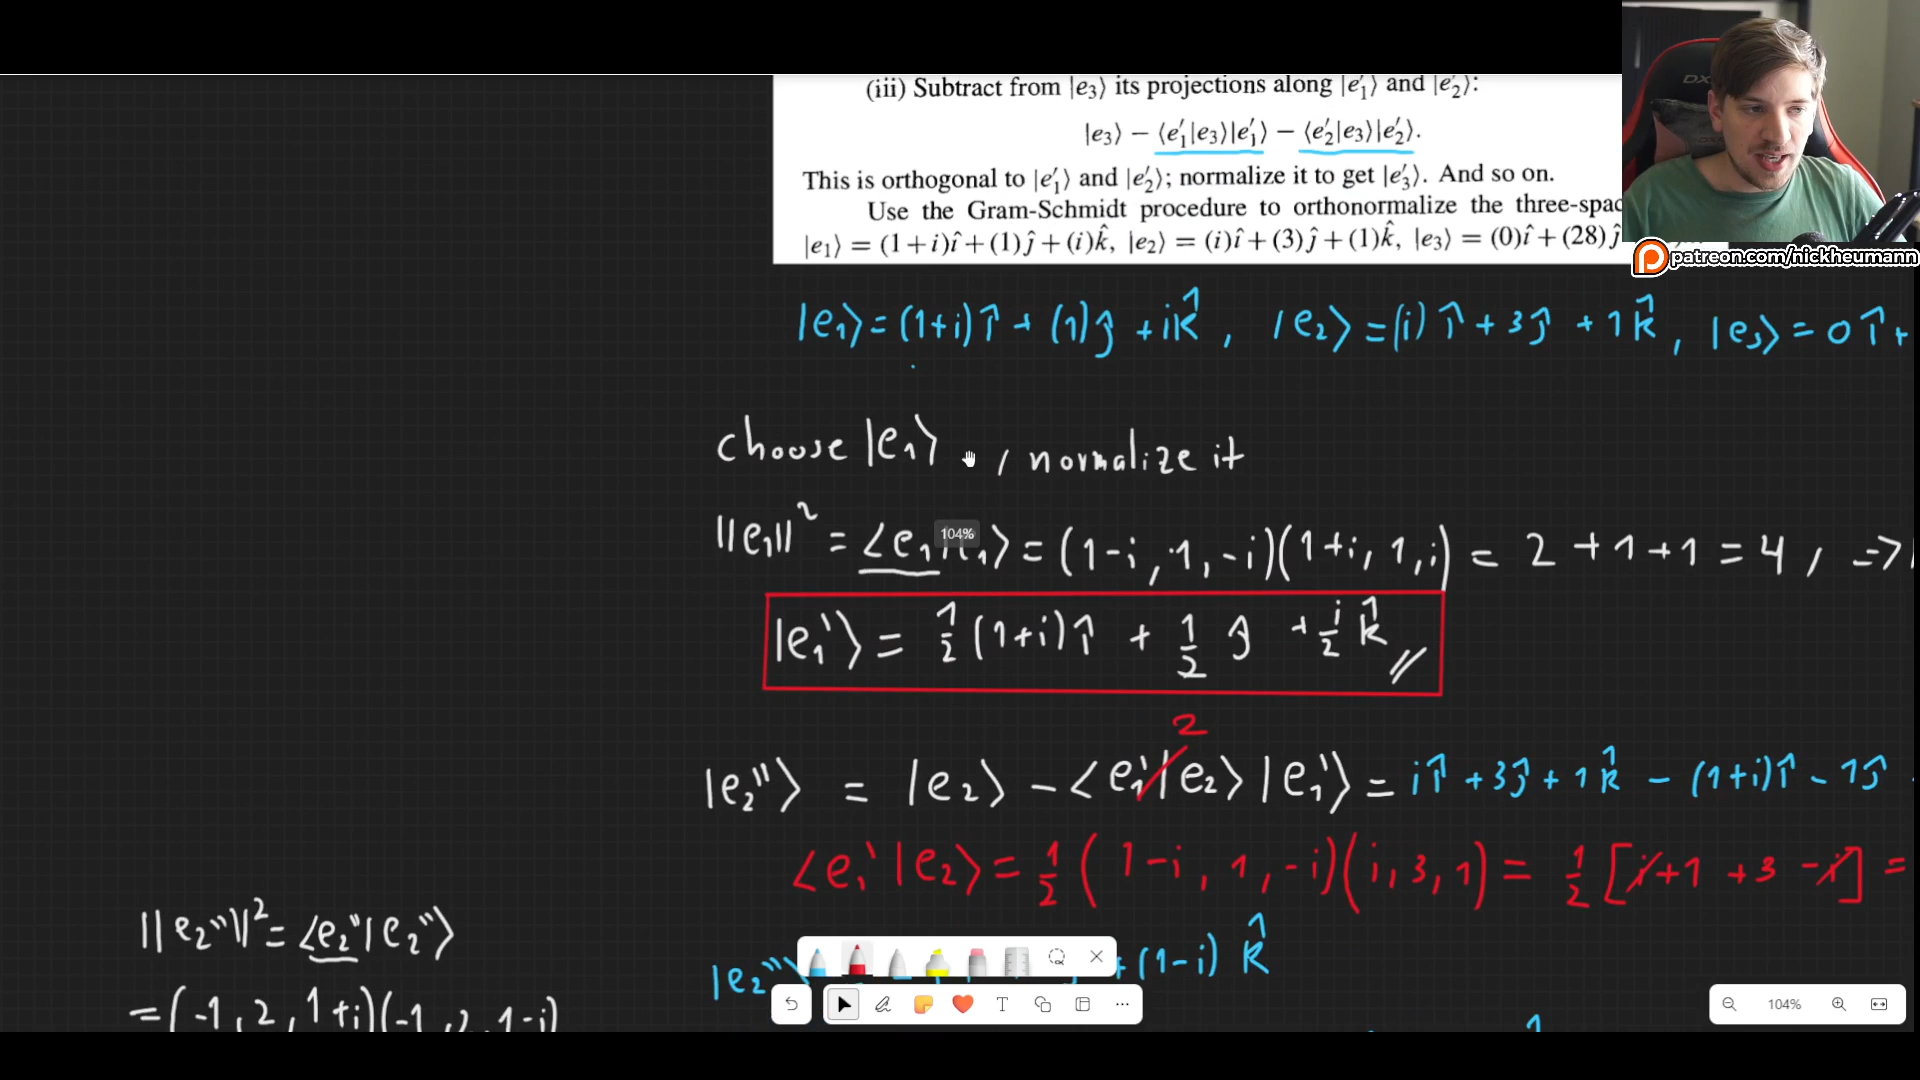 (iii) Subtract from |e₃⟩ its projections along |e′₁⟩ and |e′₂⟩:
|e₃⟩ − ⟨e′₁|e₃⟩|e′₁⟩ − ⟨e′₂|e₃⟩|e′₂⟩.
This is orthogonal to |e′₁⟩ and |e′₂⟩; normalize it to get |e′₃⟩. And so on.
Use the Gram-Schmidt procedure to orthonormalize the
|e₁⟩ = (1+i)î + (1)ĵ + (i)k̂, |e₂⟩ = (i)î + (3)ĵ + (1)k̂, |e₃⟩ = (0)î + (28)ĵ
patreon.com/nickheumann
|e₁⟩ = (1+i)î + (1)ĵ + ik̂, |e₂⟩ = (i)î + 3ĵ + 1k̂, |e₃⟩ = 0î +
choose |e₁⟩, normalize it
||e₁||² = ⟨e₁|e₁⟩ = (1-i, 1, -i)(1+i, 1, i) = 2 + 1 + 1 = 4, =>
104%
|e₁'⟩ = 1/2 (1+i)î + 1/2 ĵ + i/2 k̂ //
2
|e₂''⟩ = |e₂⟩ - ⟨e₁'|e₂⟩ |e₁'⟩ = iî + 3ĵ + 1k̂ - (1+i)î - 1ĵ
⟨e₁'|e₂⟩ = 1/2 (1-i, 1, -i)(i, 3, 1) = 1/2 [i+1 +3 -i] =
||e₂''||² = ⟨e₂''|e₂''⟩
|e₂''⟩ +(1-i) k̂
= (-1, 2, 1+i)(-1, 2, 1-i)
T
104%